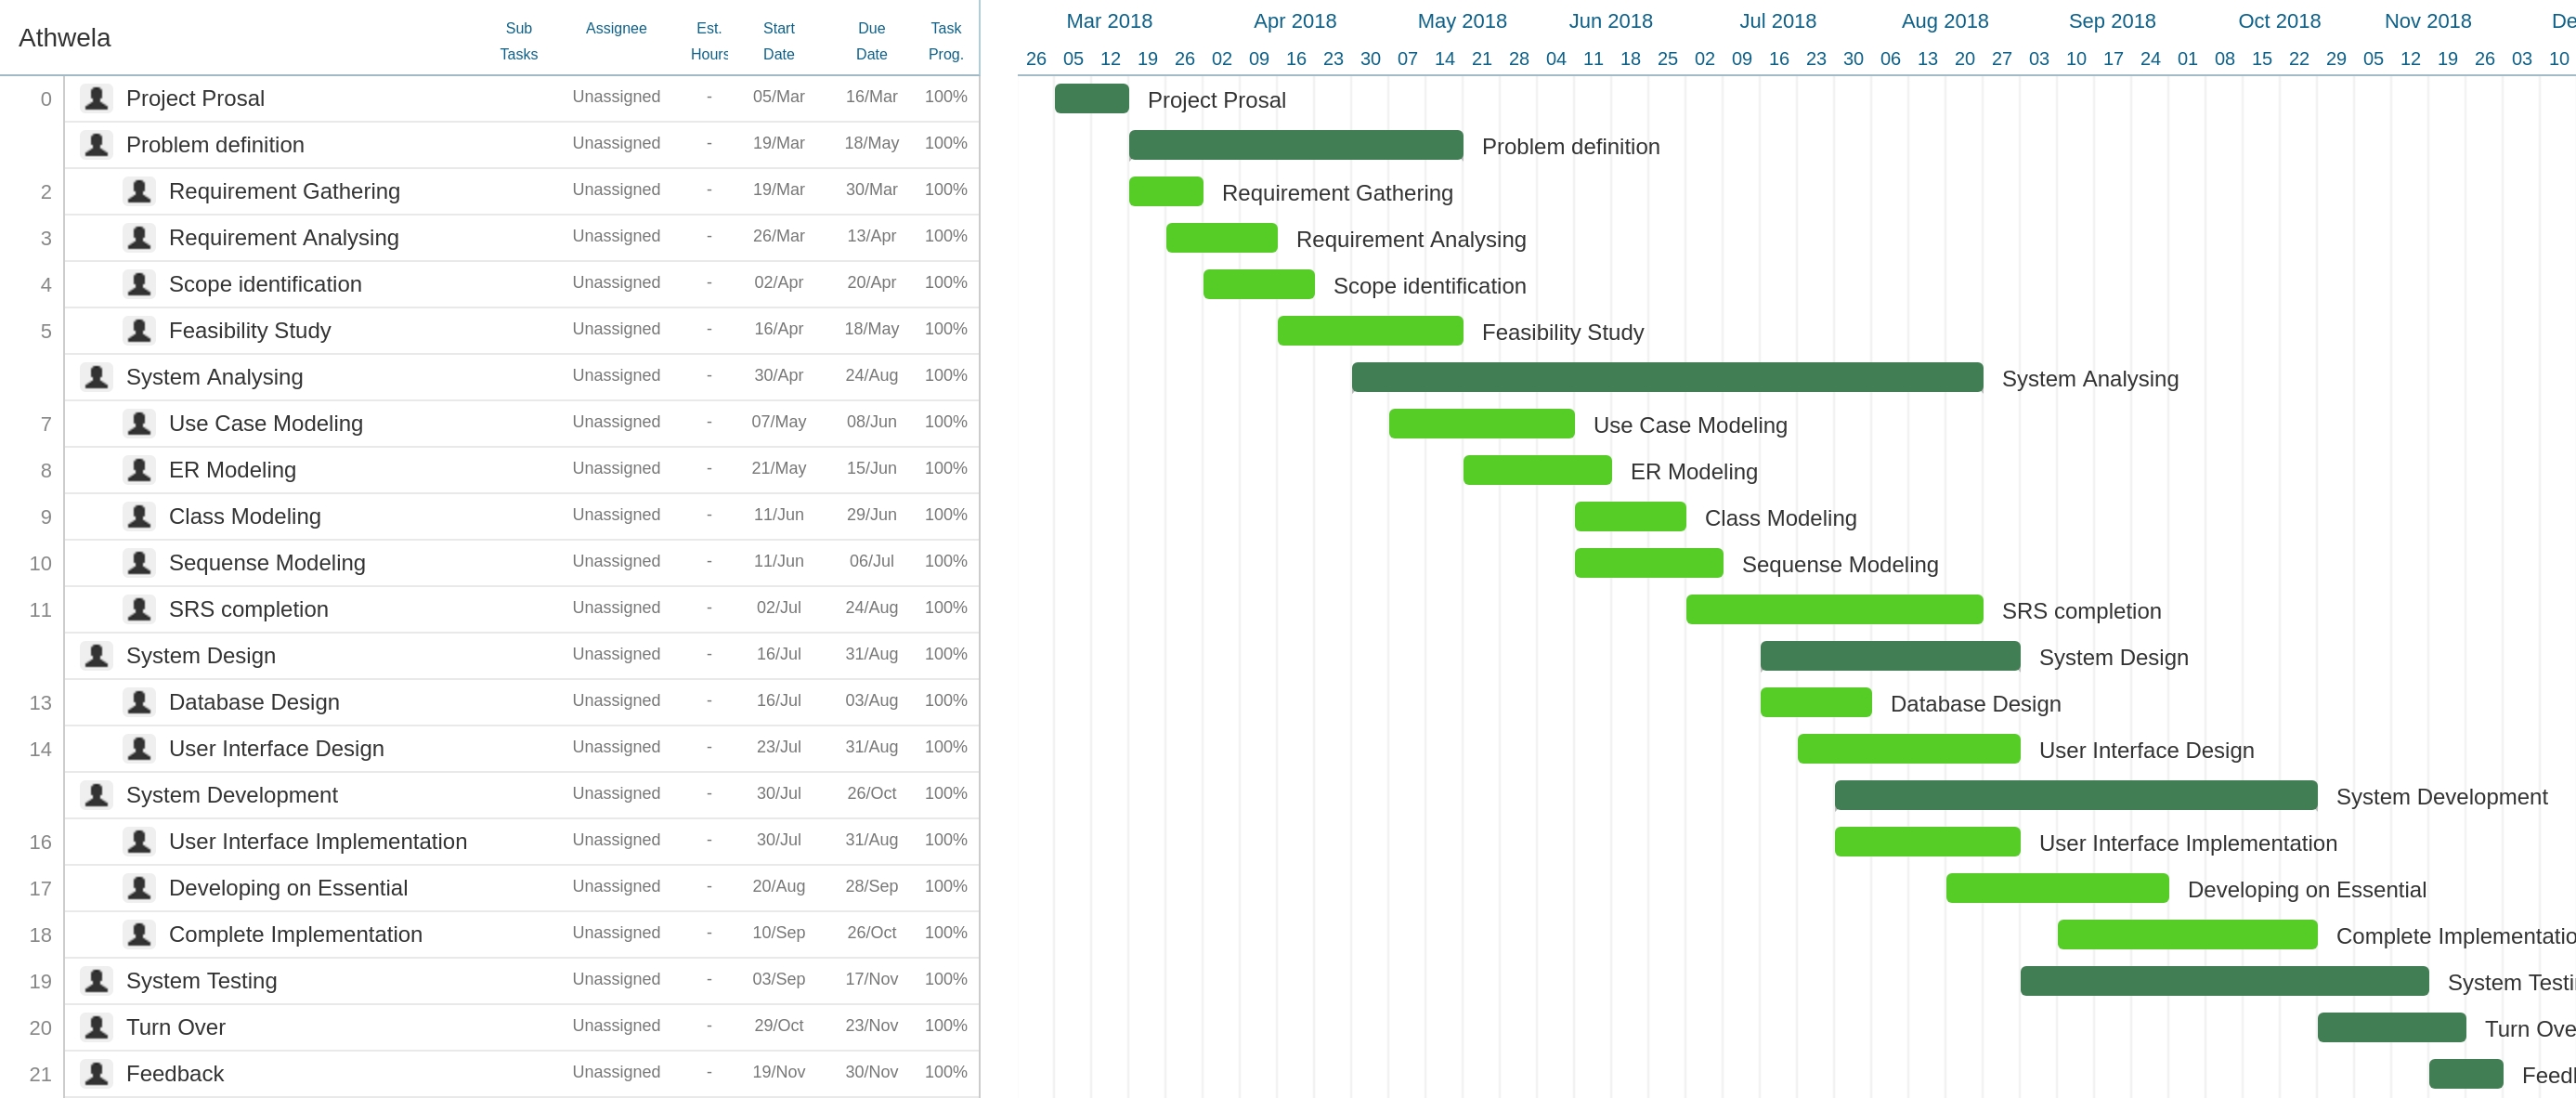 Athwela
Sub Tasks Assignee Est. Hours Start Date Due Date Task Prog.
Mar 2018 Apr 2018 May 2018 Jun 2018 Jul 2018 Aug 2018 Sep 2018 Oct 2018 Nov 2018 De
26 05 12 19 26 02 09 16 23 30 07 14 21 28 04 11 18 25 02 09 16 23 30 06 13 20 27 03 10 17 24 01 08 15 22 29 05 12 19 26 03 10
0 Project Prosal Unassigned - 05/Mar 16/Mar 100% Project Prosal
Problem definition Unassigned - 19/Mar 18/May 100% Problem definition
2 Requirement Gathering Unassigned - 19/Mar 30/Mar 100% Requirement Gathering
3 Requirement Analysing Unassigned - 26/Mar 13/Apr 100% Requirement Analysing
4 Scope identification Unassigned - 02/Apr 20/Apr 100% Scope identification
5 Feasibility Study Unassigned - 16/Apr 18/May 100% Feasibility Study
System Analysing Unassigned - 30/Apr 24/Aug 100% System Analysing
7 Use Case Modeling Unassigned - 07/May 08/Jun 100% Use Case Modeling
8 ER Modeling Unassigned - 21/May 15/Jun 100% ER Modeling
9 Class Modeling Unassigned - 11/Jun 29/Jun 100% Class Modeling
10 Sequense Modeling Unassigned - 11/Jun 06/Jul 100% Sequense Modeling
11 SRS completion Unassigned - 02/Jul 24/Aug 100% SRS completion
System Design Unassigned - 16/Jul 31/Aug 100% System Design
13 Database Design Unassigned - 16/Jul 03/Aug 100% Database Design
14 User Interface Design Unassigned - 23/Jul 31/Aug 100% User Interface Design
System Development Unassigned - 30/Jul 26/Oct 100% System Development
16 User Interface Implementation Unassigned - 30/Jul 31/Aug 100% User Interface Implementation
17 Developing on Essential Unassigned - 20/Aug 28/Sep 100% Developing on Essential
18 Complete Implementation Unassigned - 10/Sep 26/Oct 100% Complete Implementatio
19 System Testing Unassigned - 03/Sep 17/Nov 100% System Testi
20 Turn Over Unassigned - 29/Oct 23/Nov 100% Turn Ove
21 Feedback Unassigned - 19/Nov 30/Nov 100% Feed